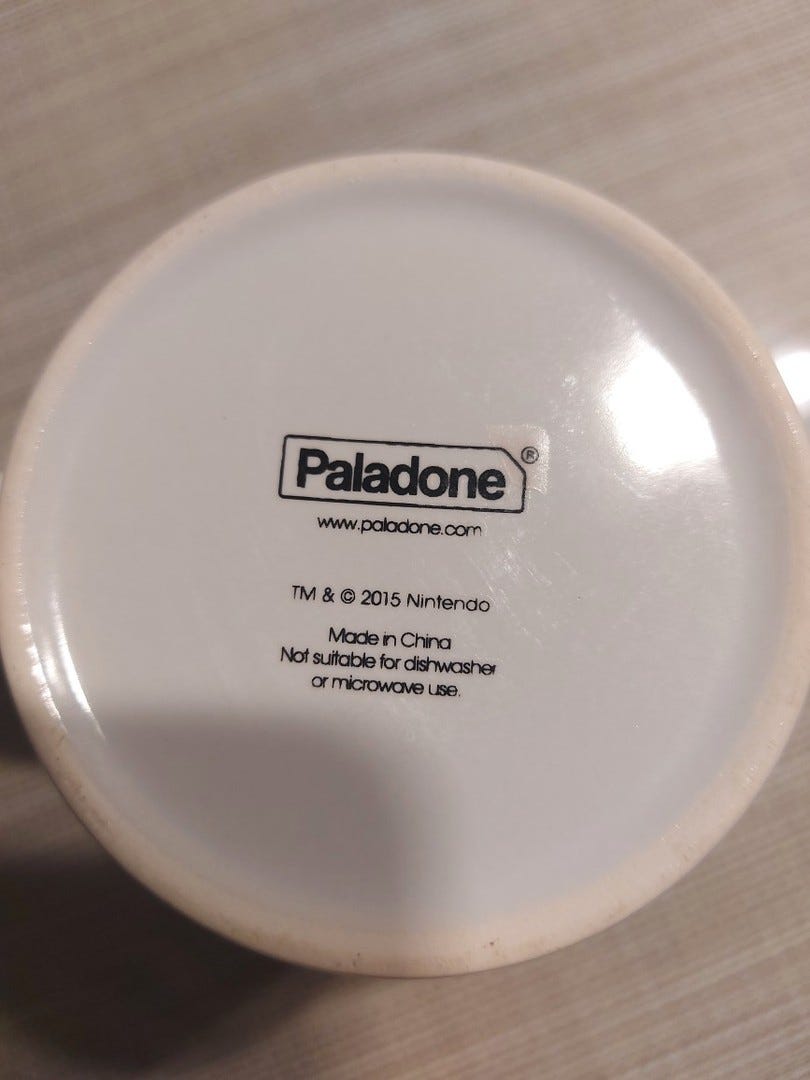 Paladone®
www.paladone.com
TM & © 2015 Nintendo
Made in China
Not suitable for dishwasher
or microwave use.